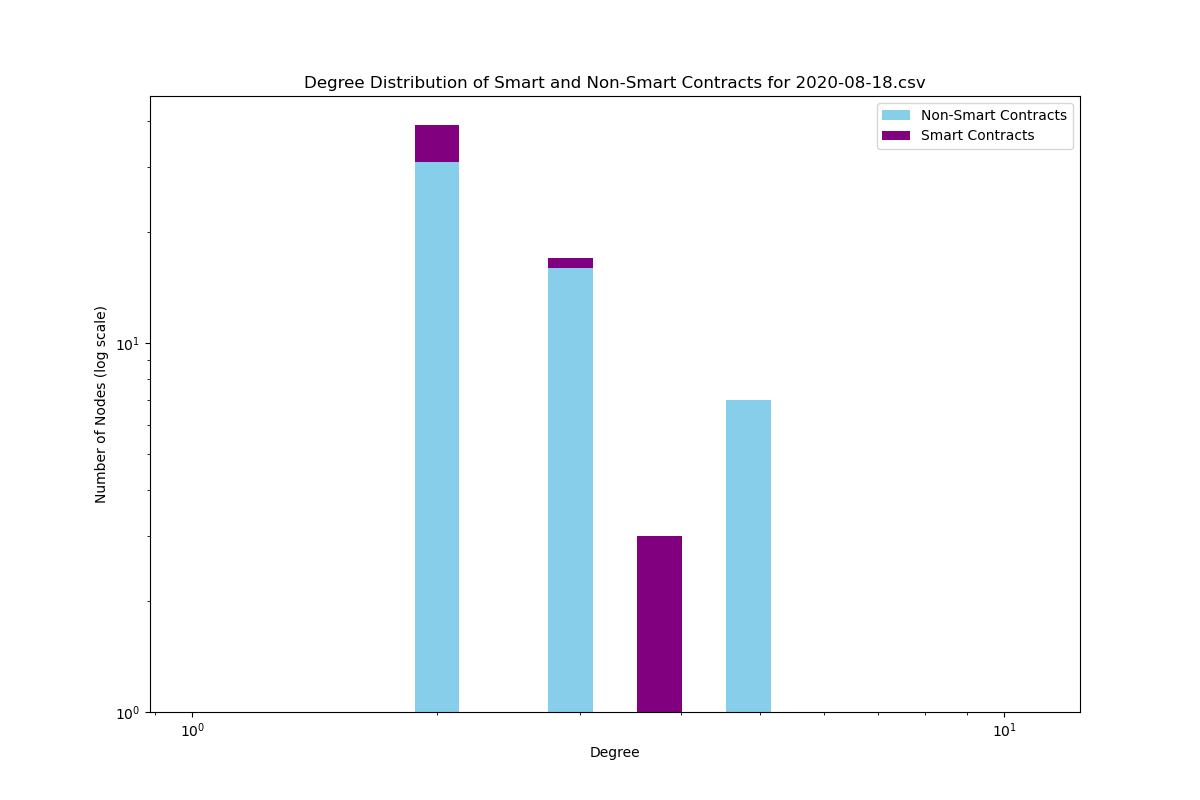 Degree Distribution of Smart and Non-Smart Contracts for 2020-08-18.csv
Non-Smart Contracts
Smart Contracts
Number of Nodes (log scale)
10¹
10⁰
10⁰
10¹
Degree